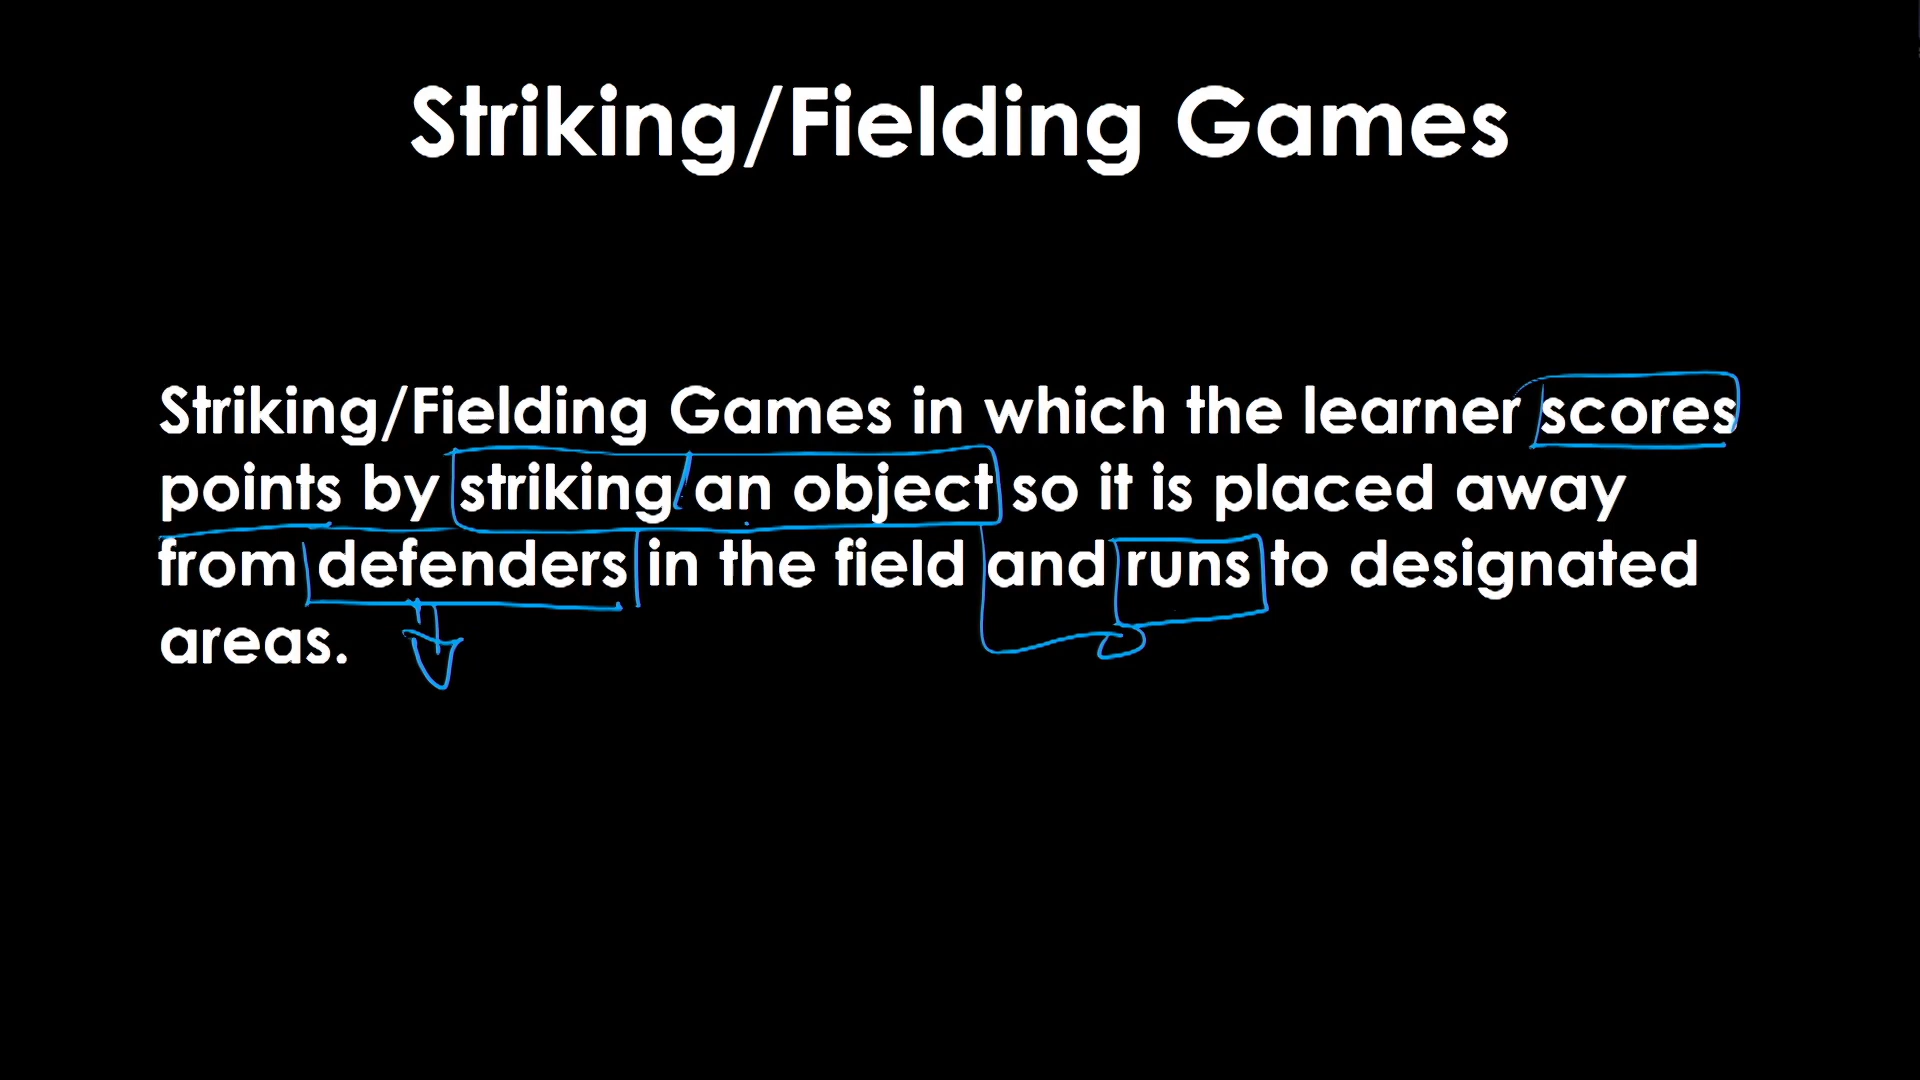 Striking/Fielding Games
Striking/Fielding Games in which the learner scores
points by striking an object so it is placed away
from defenders in the field and runs to designated
areas.